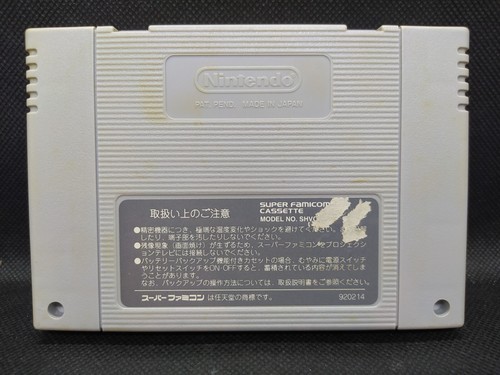 Nintendo
PAT. PEND. MADE IN JAPAN
SUPER FAMICOM
CASSETTE
MODEL NO. SHVC
取扱い上のご注意
●精密機器につき、極端な温度変化やショックを避けてください。
したり、端子部を汚したりしないでください。
●残像現象（画面焼け）が生ずるため、スーパーファミコンをプロジェクシ
ョンテレビには接続しないでください。
●バッテリーバックアップ機能付きカセットの場合、むやみに電源スイッチ
やリセットスイッチをON・OFFすると、蓄積されている内容が消えてしま
うことがありますのでご注意ください。
なお、バックアップの操作方法については、取扱説明書をご参照ください。
スーパーファミコンは任天堂の商標です。
920214